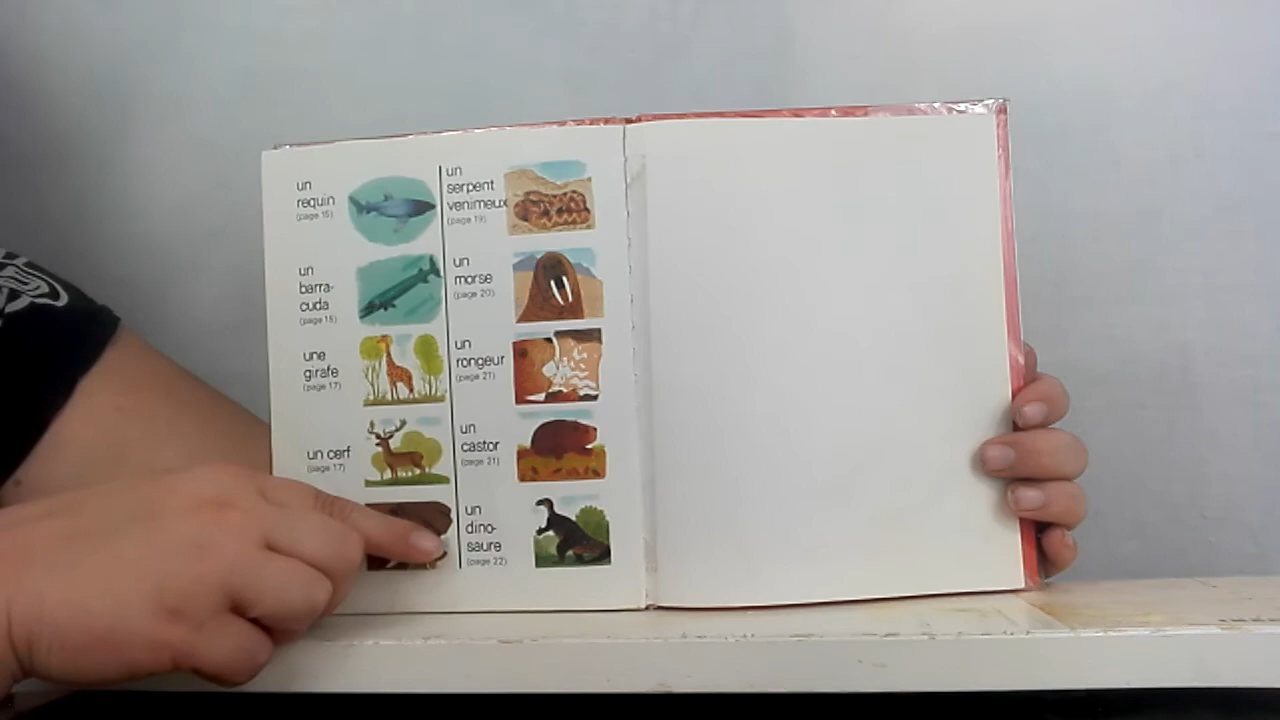 un
requin
(page 15)
un
barra-
cuda
(page 15)
une
girafe
(page 17)
un cerf
(page 17)
un
serpent
venimeux
(page 19)
un
morse
(page 20)
un
rongeur
(page 21)
un
castor
(page 21)
un
dino-
saure
(page 22)